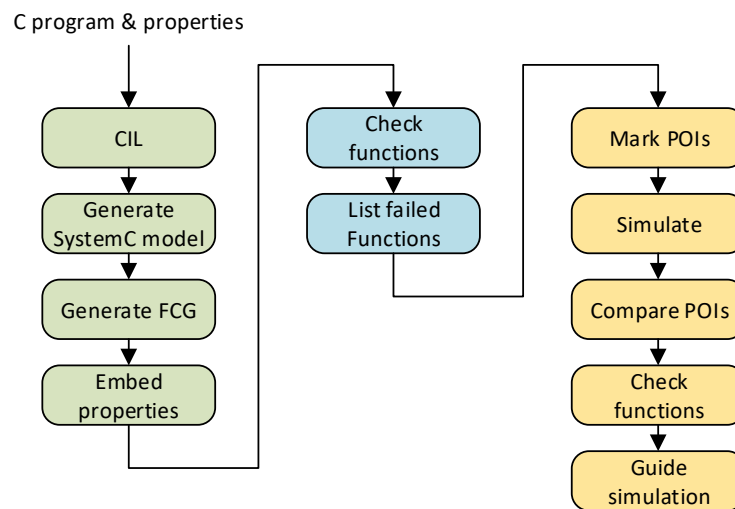 C program & properties
CIL
Generate
SystemC model
Generate FCG
Embed
properties
Check
functions
List failed
Functions
Mark POIs
Simulate
Compare POIs
Check
functions
Guide
simulation